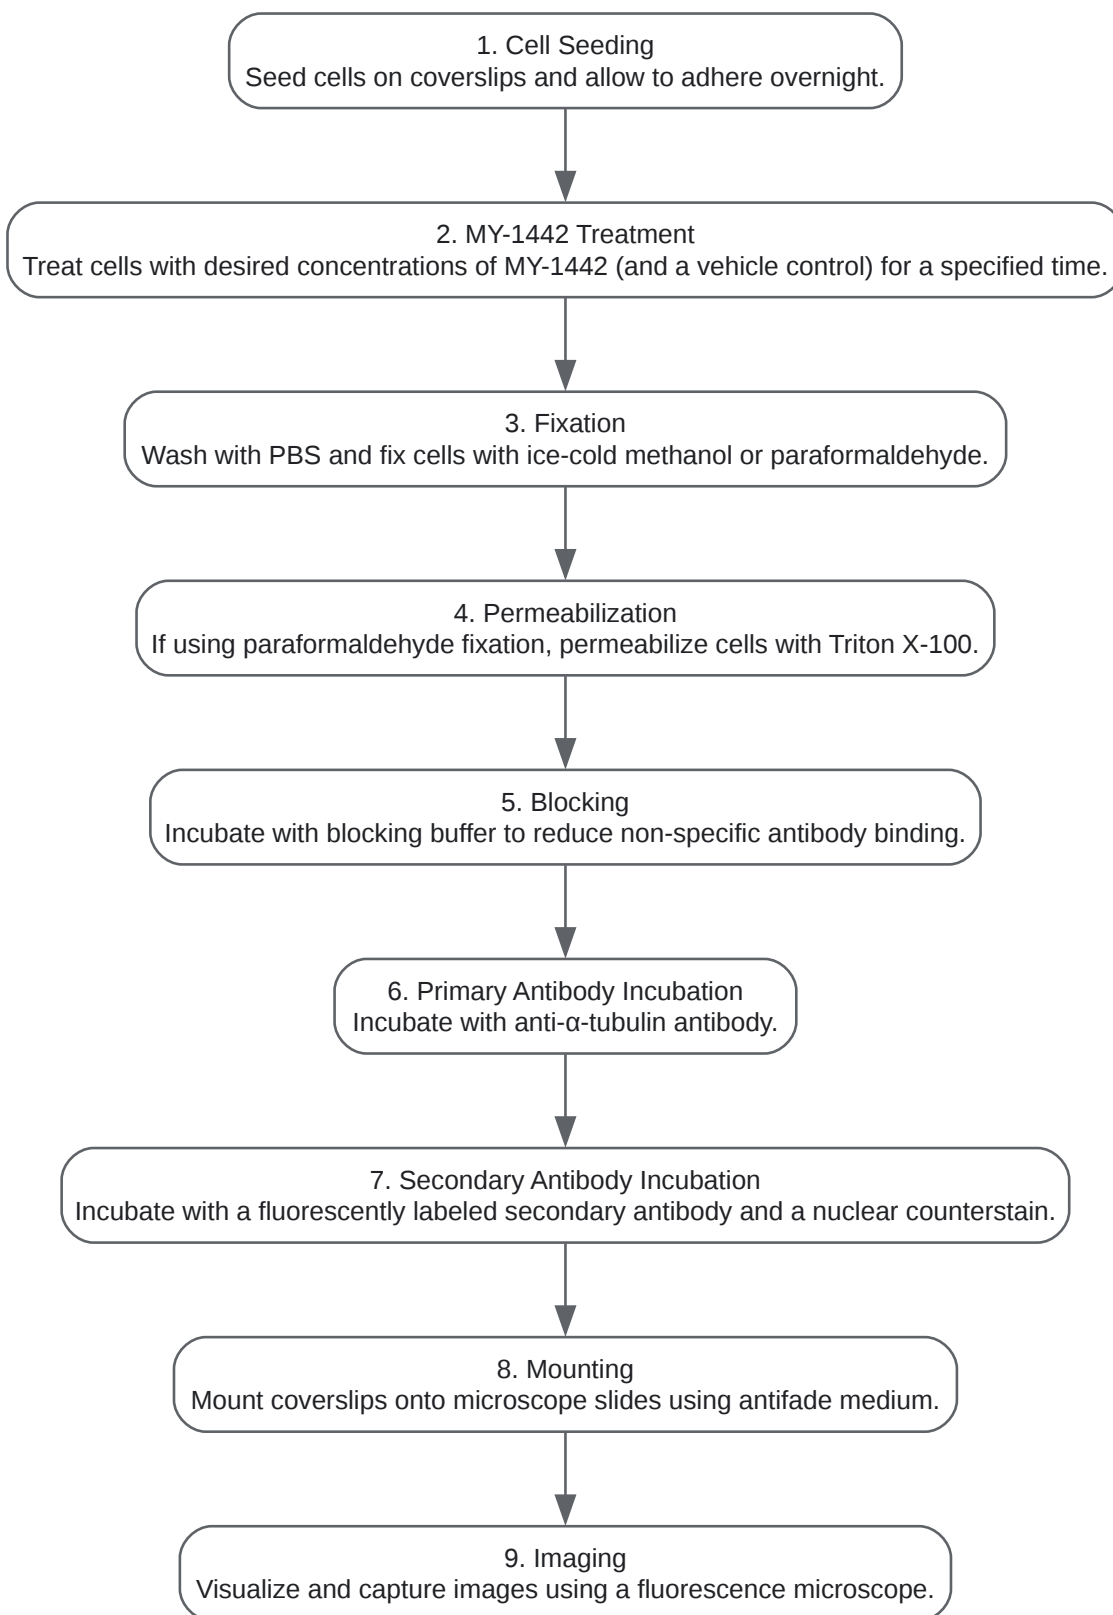 1. Cell Seeding
Seed cells on coverslips and allow to adhere overnight.
2. MY-1442 Treatment
Treat cells with desired concentrations of MY-1442 (and a vehicle control) for a specified time.
3. Fixation
Wash with PBS and fix cells with ice-cold methanol or paraformaldehyde.
4. Permeabilization
If using paraformaldehyde fixation, permeabilize cells with Triton X-100.
5. Blocking
Incubate with blocking buffer to reduce non-specific antibody binding.
6. Primary Antibody Incubation
Incubate with anti-α-tubulin antibody.
7. Secondary Antibody Incubation
Incubate with a fluorescently labeled secondary antibody and a nuclear counterstain.
8. Mounting
Mount coverslips onto microscope slides using antifade medium.
9. Imaging
Visualize and capture images using a fluorescence microscope.